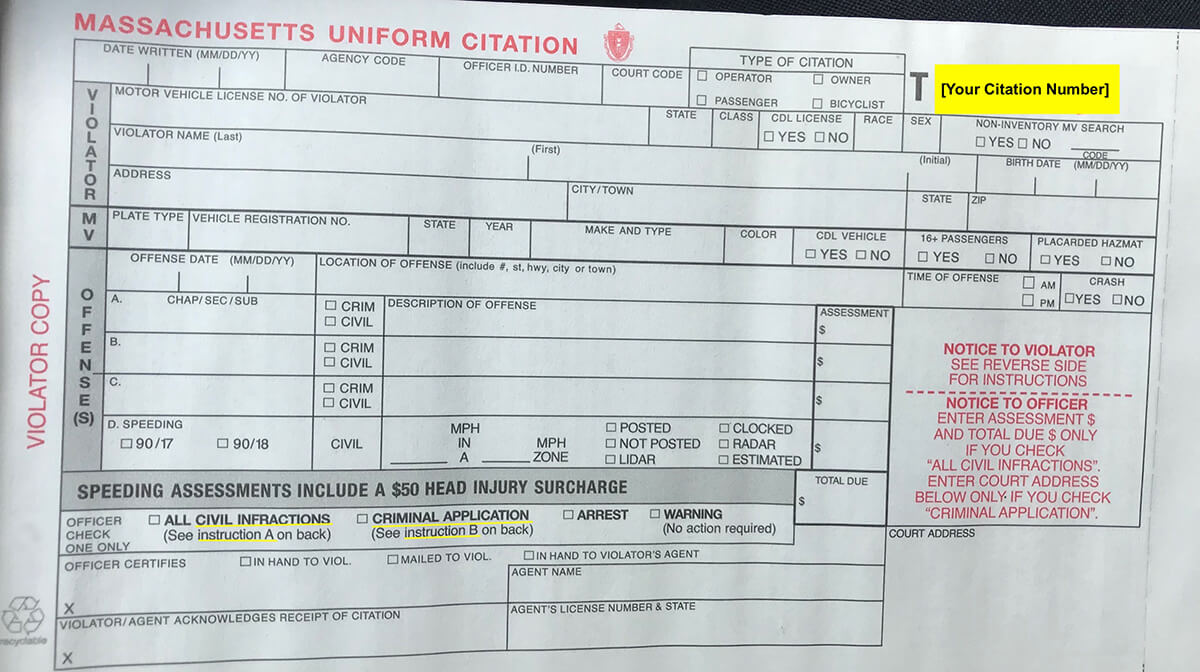 MASSACHUSETTS UNIFORM CITATION
DATE WRITTEN (MM/DD/YY)
AGENCY CODE
OFFICER I.D. NUMBER
COURT CODE
TYPE OF CITATION
OPERATOR
OWNER
PASSENGER
BICYCLIST
T [Your Citation Number]
VIOLATOR
MOTOR VEHICLE LICENSE NO. OF VIOLATOR
STATE
CLASS
CDL LICENSE
YES NO
RACE
SEX
NON-INVENTORY MV SEARCH
YES NO
CODE
VIOLATOR NAME (Last)
(First)
(Initial)
BIRTH DATE (MM/DD/YY)
ADDRESS
CITY/TOWN
STATE
ZIP
MV
PLATE TYPE
VEHICLE REGISTRATION NO.
STATE
YEAR
MAKE AND TYPE
COLOR
CDL VEHICLE
YES NO
16+ PASSENGERS
YES NO
PLACARDED HAZMAT
YES NO
OFFENSE(S)
OFFENSE DATE (MM/DD/YY)
LOCATION OF OFFENSE (include #, st, hwy, city or town)
TIME OF OFFENSE
AM
PM
CRASH
YES NO
A. CHAP/SEC/SUB
CRIM
CIVIL
DESCRIPTION OF OFFENSE
ASSESSMENT
$
B.
CRIM
CIVIL
$
C.
CRIM
CIVIL
$
D. SPEEDING
90/17 90/18
CIVIL
MPH
IN
A
MPH
ZONE
POSTED
NOT POSTED
LIDAR
CLOCKED
RADAR
ESTIMATED
$
NOTICE TO VIOLATOR
SEE REVERSE SIDE
FOR INSTRUCTIONS
NOTICE TO OFFICER
ENTER ASSESSMENT $
AND TOTAL DUE $ ONLY
IF YOU CHECK
“ALL CIVIL INFRACTIONS”.
ENTER COURT ADDRESS
BELOW ONLY IF YOU CHECK
“CRIMINAL APPLICATION”.
SPEEDING ASSESSMENTS INCLUDE A $50 HEAD INJURY SURCHARGE
TOTAL DUE
$
OFFICER
CHECK
ONE ONLY
ALL CIVIL INFRACTIONS
(See instruction A on back)
CRIMINAL APPLICATION
(See instruction B on back)
ARREST
WARNING
(No action required)
COURT ADDRESS
OFFICER CERTIFIES
IN HAND TO VIOL.
MAILED TO VIOL.
IN HAND TO VIOLATOR'S AGENT
X
AGENT NAME
VIOLATOR/AGENT ACKNOWLEDGES RECEIPT OF CITATION
X
AGENT'S LICENSE NUMBER & STATE
VIOLATOR COPY
recyclable